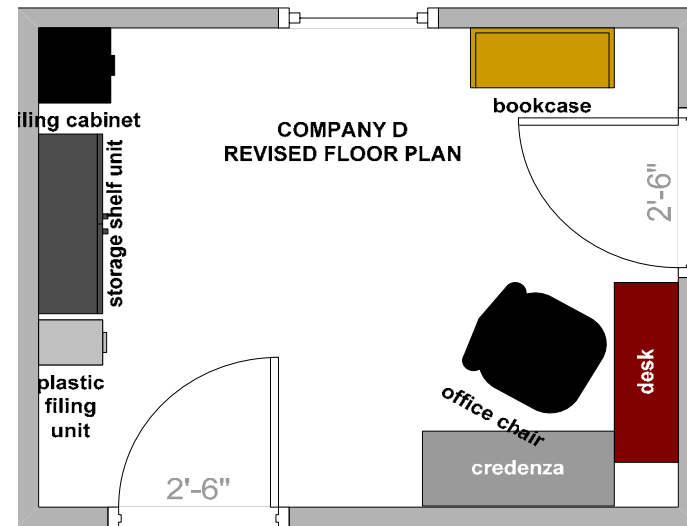 iling cabinet
storage shelf unit
plastic
filing
unit
COMPANY D
REVISED FLOOR PLAN
bookcase
2'-6"
office chair
desk
credenza
2'-6"